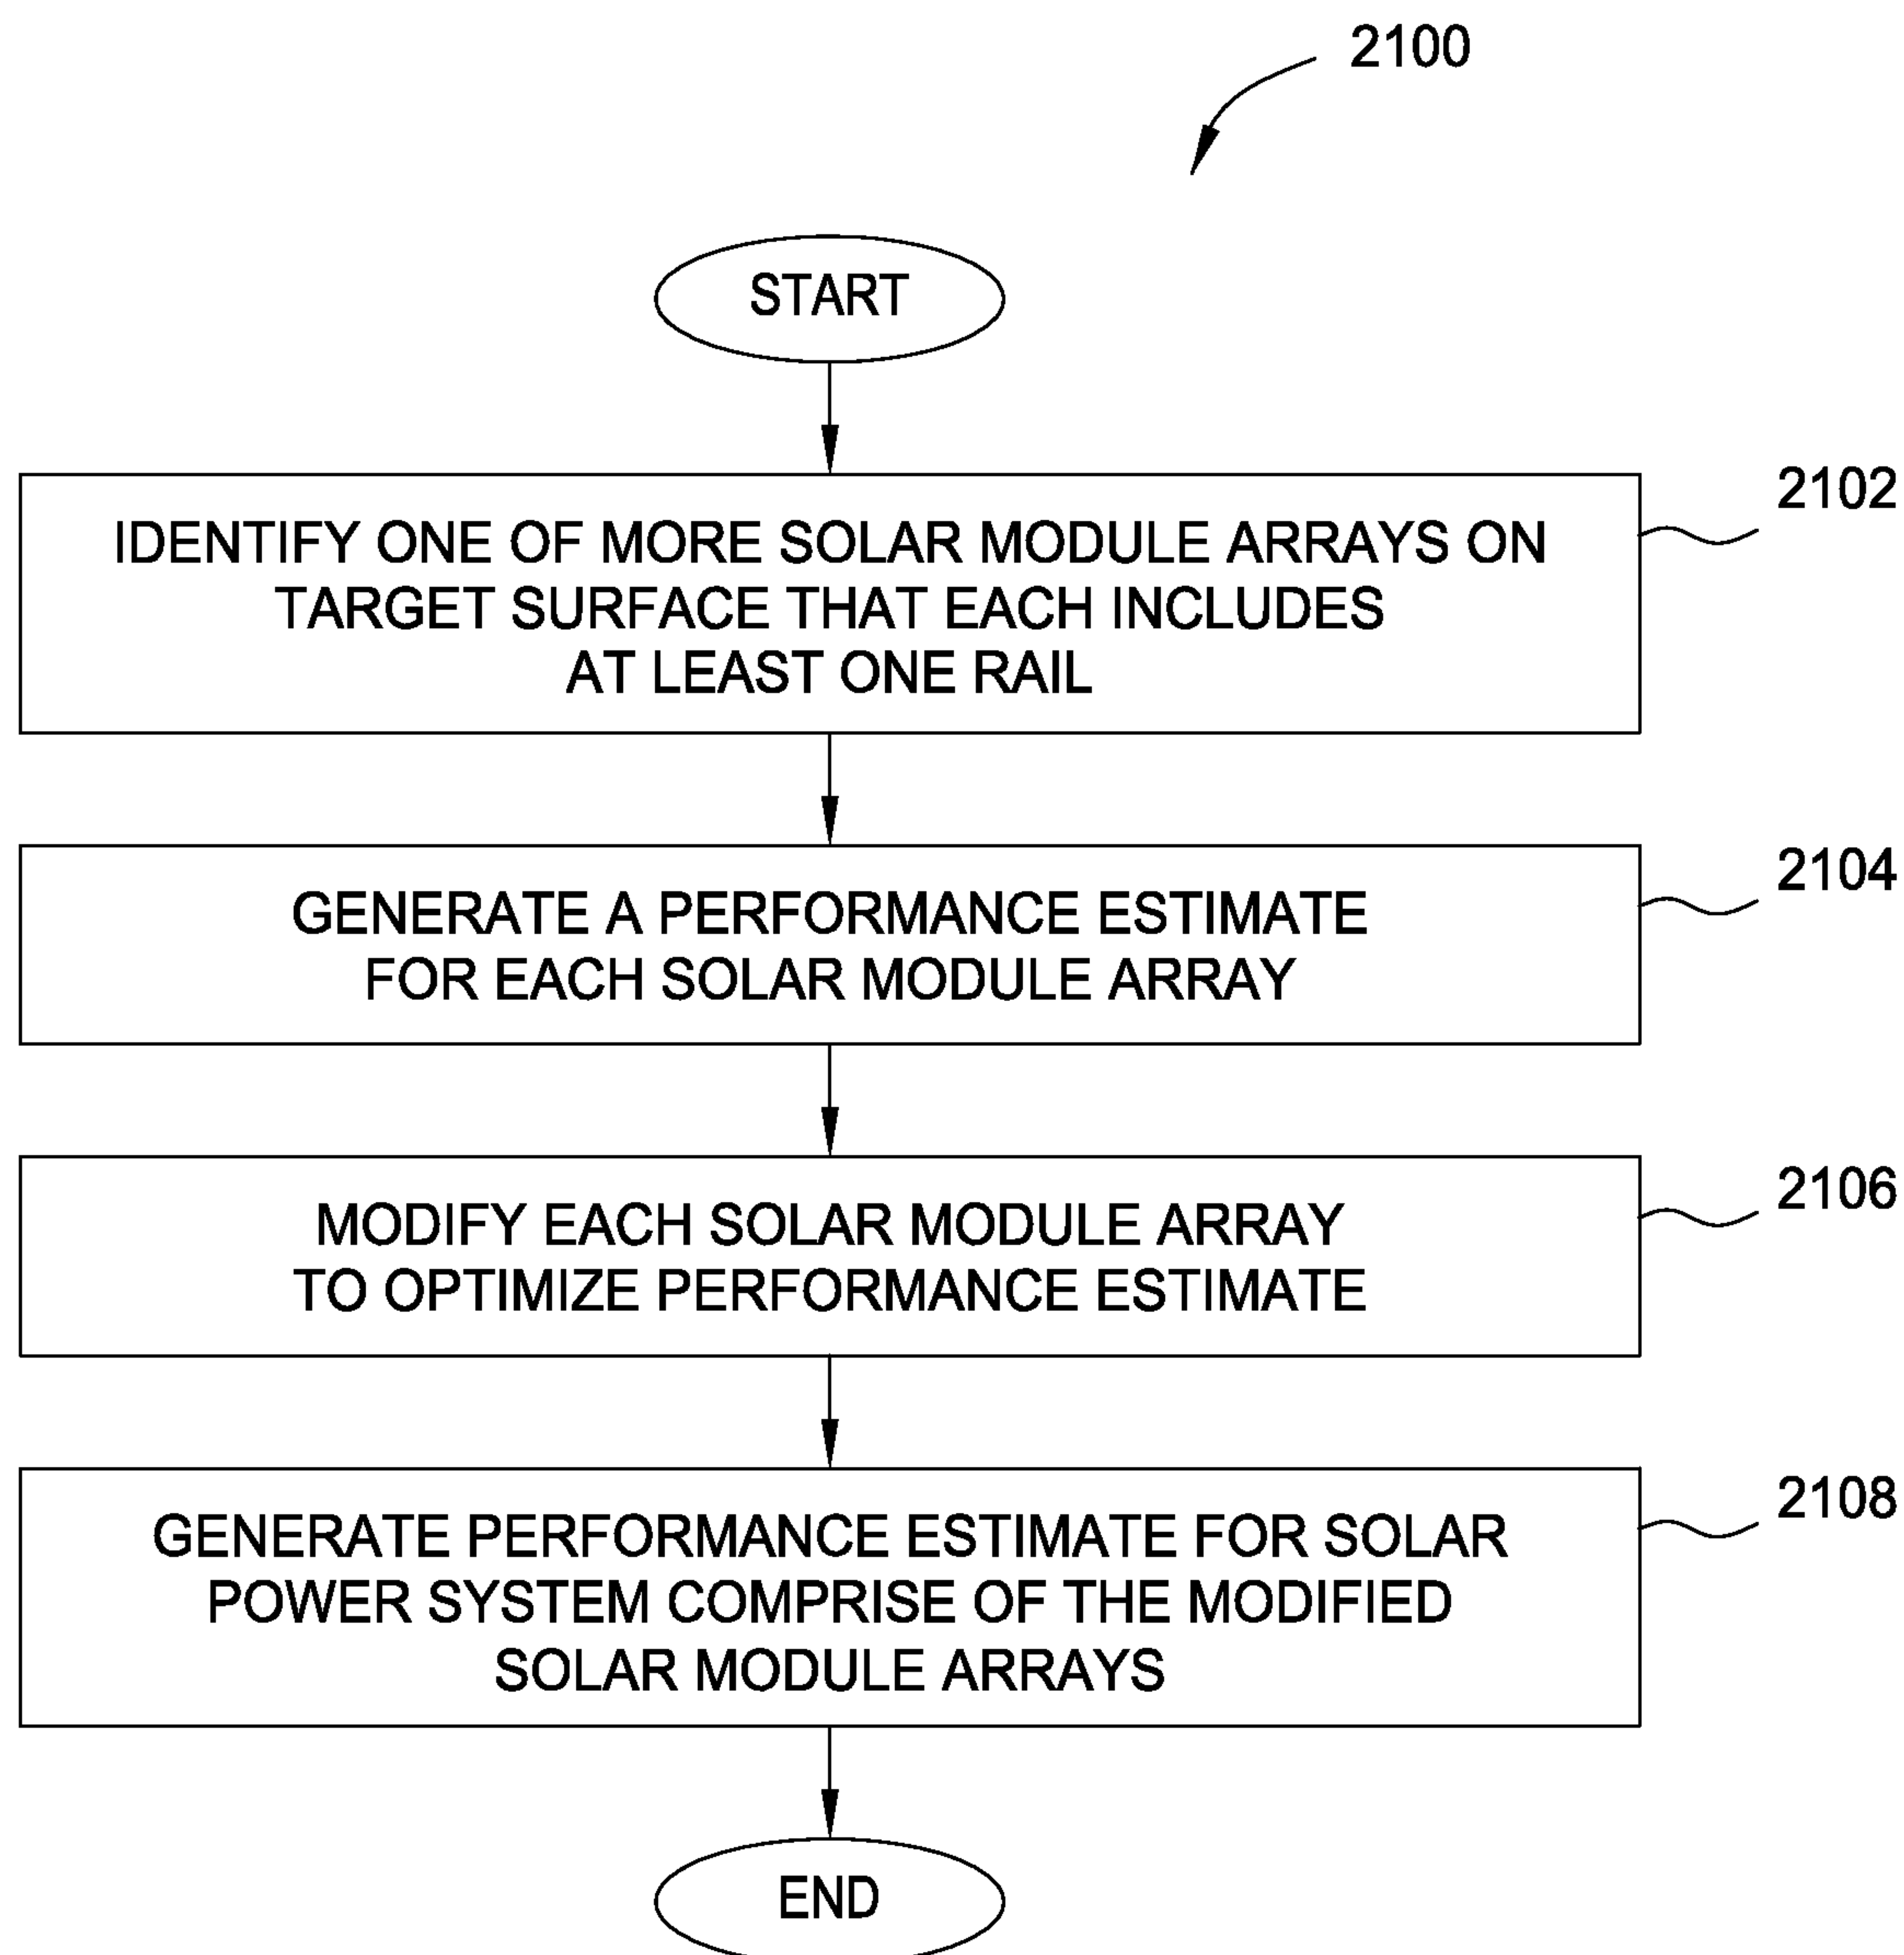 2100
START
2102
IDENTIFY ONE OF MORE SOLAR MODULE ARRAYS ON
TARGET SURFACE THAT EACH INCLUDES
AT LEAST ONE RAIL
2104
GENERATE A PERFORMANCE ESTIMATE
FOR EACH SOLAR MODULE ARRAY
2106
MODIFY EACH SOLAR MODULE ARRAY
TO OPTIMIZE PERFORMANCE ESTIMATE
2108
GENERATE PERFORMANCE ESTIMATE FOR SOLAR
POWER SYSTEM COMPRISE OF THE MODIFIED
SOLAR MODULE ARRAYS
END